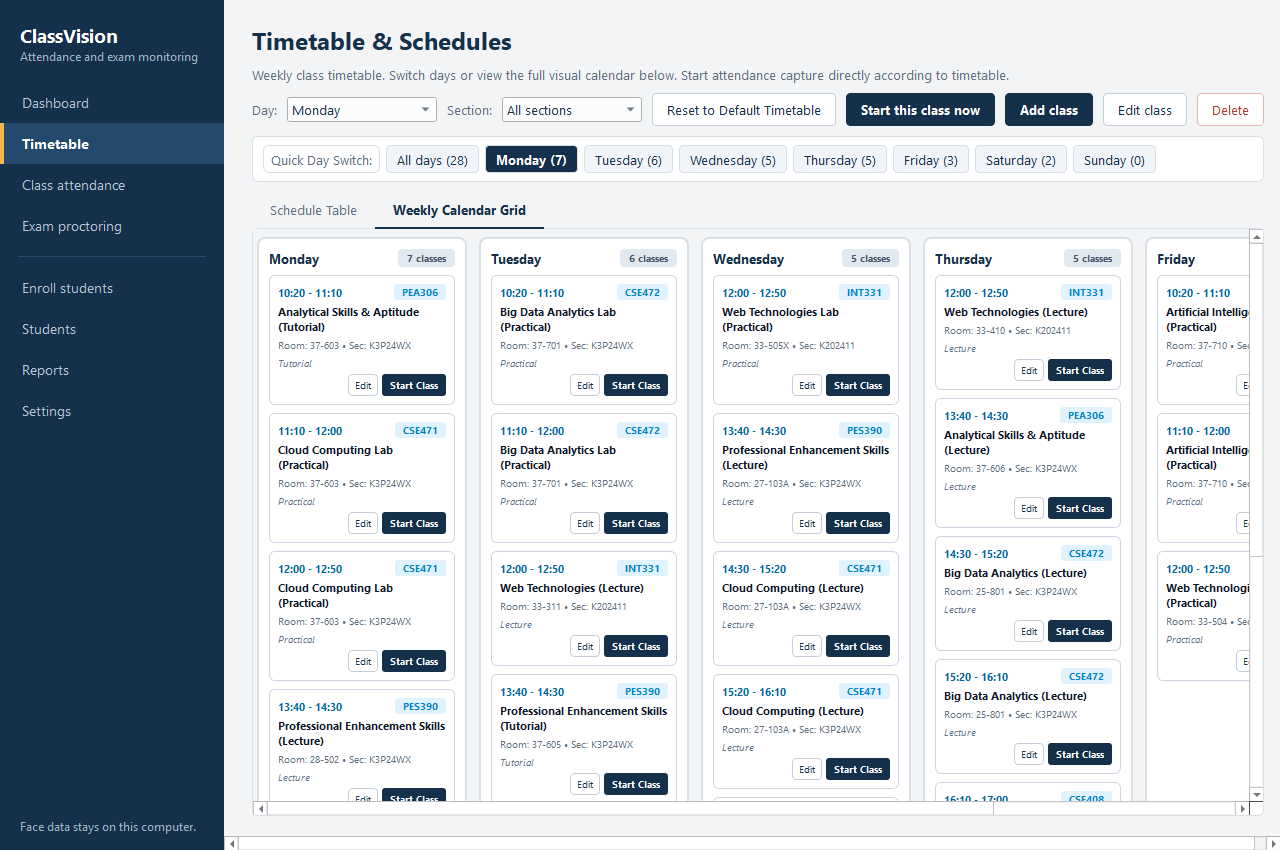 ClassVision
Attendance and exam monitoring
Dashboard
Timetable
Class attendance
Exam proctoring
Enroll students
Students
Reports
Settings
Face data stays on this computer.
Timetable & Schedules
Weekly class timetable. Switch days or view the full visual calendar below. Start attendance capture directly according to timetable.
Day: Monday Section: All sections Reset to Default Timetable Start this class now Add class Edit class Delete
Quick Day Switch: All days (28) Monday (7) Tuesday (6) Wednesday (5) Thursday (5) Friday (3) Saturday (2) Sunday (0)
Schedule Table Weekly Calendar Grid
Monday 7 classes
10:20 - 11:10 PEA306
Analytical Skills & Aptitude
(Tutorial)
Room: 37-603 • Sec: K3P24WX
Tutorial
Edit Start Class
11:10 - 12:00 CSE471
Cloud Computing Lab
(Practical)
Room: 37-603 • Sec: K3P24WX
Practical
Edit Start Class
12:00 - 12:50 CSE471
Cloud Computing Lab
(Practical)
Room: 37-603 • Sec: K3P24WX
Practical
Edit Start Class
13:40 - 14:30 PES390
Professional Enhancement Skills
(Lecture)
Room: 28-502 • Sec: K3P24WX
Lecture
Edit Start Class
Tuesday 6 classes
10:20 - 11:10 CSE472
Big Data Analytics Lab
(Practical)
Room: 37-701 • Sec: K3P24WX
Practical
Edit Start Class
11:10 - 12:00 CSE472
Big Data Analytics Lab
(Practical)
Room: 37-701 • Sec: K3P24WX
Practical
Edit Start Class
12:00 - 12:50 INT331
Web Technologies (Lecture)
Room: 33-311 • Sec: K202411
Lecture
Edit Start Class
13:40 - 14:30 PES390
Professional Enhancement Skills
(Tutorial)
Room: 37-605 • Sec: K3P24WX
Tutorial
Edit Start Class
Wednesday 5 classes
12:00 - 12:50 INT331
Web Technologies Lab
(Practical)
Room: 33-505X • Sec: K202411
Practical
Edit Start Class
13:40 - 14:30 PES390
Professional Enhancement Skills
(Lecture)
Room: 27-103A • Sec: K3P24WX
Lecture
Edit Start Class
14:30 - 15:20 CSE471
Cloud Computing (Lecture)
Room: 27-103A • Sec: K3P24WX
Lecture
Edit Start Class
15:20 - 16:10 CSE471
Cloud Computing (Lecture)
Room: 27-103A • Sec: K3P24WX
Lecture
Edit Start Class
Thursday 5 classes
12:00 - 12:50 INT331
Web Technologies (Lecture)
Room: 33-410 • Sec: K202411
Lecture
Edit Start Class
13:40 - 14:30 PEA306
Analytical Skills & Aptitude
(Lecture)
Room: 37-606 • Sec: K3P24WX
Lecture
Edit Start Class
14:30 - 15:20 CSE472
Big Data Analytics (Lecture)
Room: 25-801 • Sec: K3P24WX
Lecture
Edit Start Class
15:20 - 16:10 CSE472
Big Data Analytics (Lecture)
Room: 25-801 • Sec: K3P24WX
Lecture
Edit Start Class
16:10 - 17:00 CSE408
Friday
10:20 - 11:10
Artificial
(Practical)
Room: 37-710
Practical
11:10 - 12:00
Artificial
(Practical)
Room: 37-710
Practical
12:00 - 12:50
Web
(Practical)
Room: 33-504
Practical